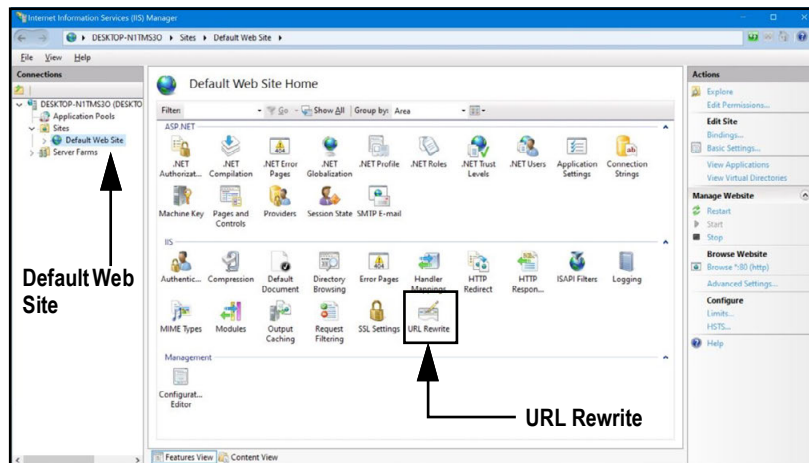 Internet Information Services (IIS) Manager
DESKTOP-N1TMS3O
Sites
Default Web Site
File View Help
Connections
DESKTOP-N1TMS3O (DESKTO
Application Pools
Sites
Default Web Site
Server Farms
Default Web
Site
Default Web Site Home
Filter: Go Show All Group by: Area
ASP.NET
.NET Authorizat...
.NET Compilation
.NET Error Pages
.NET Globalization
.NET Profile
.NET Roles
.NET Trust Levels
.NET Users
Application Settings
Connection Strings
Machine Key
Pages and Controls
Providers
Session State
SMTP E-mail
IIS
Authentic...
Compression
Default Document
Directory Browsing
Error Pages
Handler Mappings
HTTP Redirect
HTTP Respon...
ISAPI Filters
Logging
MIME Types
Modules
Output Caching
Request Filtering
SSL Settings
URL Rewrite
Management
Configurat... Editor
URL Rewrite
Features View
Content View
Actions
Explore
Edit Permissions...
Edit Site
Bindings...
Basic Settings...
View Applications
View Virtual Directories
Manage Website
Restart
Start
Stop
Browse Website
Browse *:80 (http)
Advanced Settings...
Configure
Limits...
HSTS...
Help